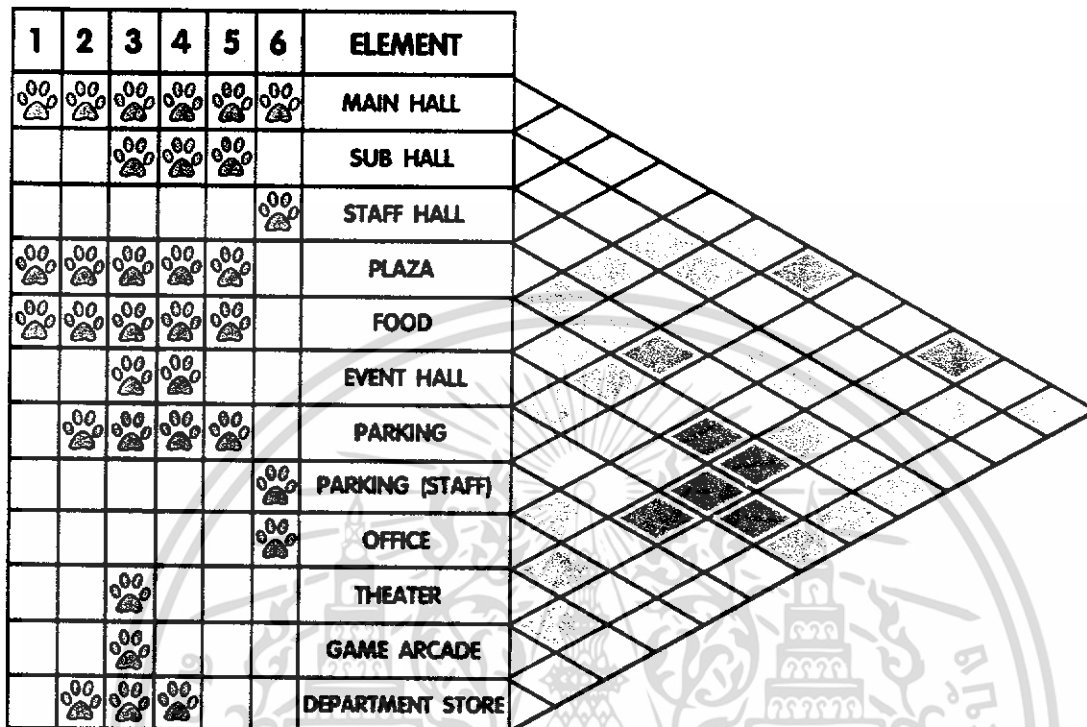 1 2 3 4 5 6 ELEMENT
MAIN HALL
SUB HALL
STAFF HALL
PLAZA
FOOD
EVENT HALL
PARKING
PARKING (STAFF)
OFFICE
THEATER
GAME ARCADE
DEPARTMENT STORE